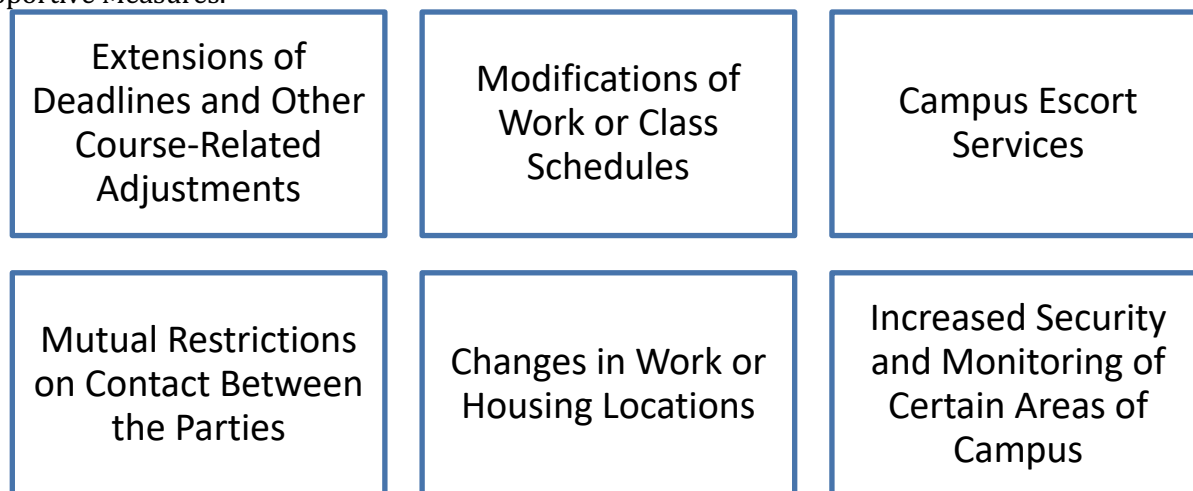 Measures.
Extensions of
Deadlines and Other
Course-Related
Adjustments
Modifications of
Work or Class
Schedules
Campus Escort
Services
Mutual Restrictions
on Contact Between
the Parties
Changes in Work or
Housing Locations
Increased Security
and Monitoring of
Certain Areas of
Campus